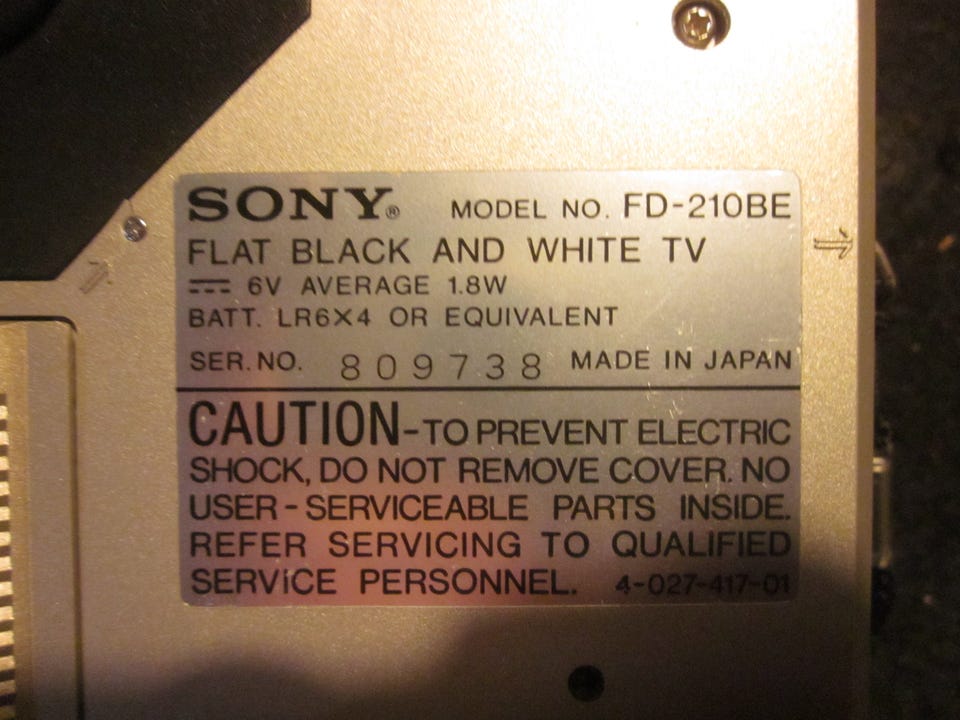 SONY® MODEL NO. FD-210BE
FLAT BLACK AND WHITE TV
⎓ 6V AVERAGE 1.8W
BATT. LR6×4 OR EQUIVALENT
SER. NO. 809738 MADE IN JAPAN
CAUTION-TO PREVENT ELECTRIC
SHOCK, DO NOT REMOVE COVER. NO
USER-SERVICEABLE PARTS INSIDE.
REFER SERVICING TO QUALIFIED
SERVICE PERSONNEL. 4-027-417-01